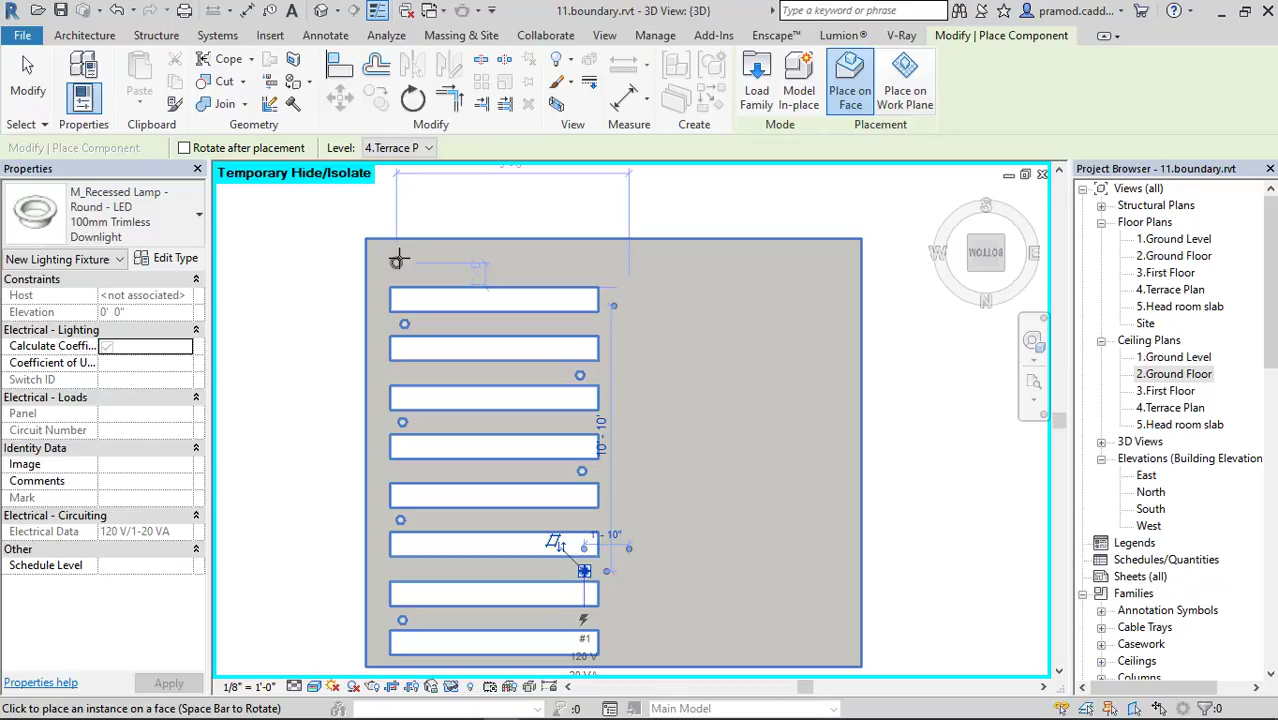 11.boundary.rvt - 3D View: {3D}
Type a keyword or phrase
pramod.cadd...
File
Architecture
Structure
Systems
Insert
Annotate
Analyze
Massing & Site
Collaborate
View
Manage
Add-Ins
Enscape™
Lumion®
V-Ray
Modify | Place Component
Modify
Select
Properties
Paste
Clipboard
Cope
Cut
Join
Geometry
Modify
View
Measure
Create
Load
Family
Model
In-place
Mode
Place on
Face
Place on
Work Plane
Placement
Modify | Place Component
Rotate after placement
Level:
4.Terrace P
Properties
M_Recessed Lamp -
Round - LED
100mm Trimless
Downlight
New Lighting Fixture
Edit Type
Constraints
Host
<not associated>
Elevation
0' 0"
Electrical - Lighting
Calculate Coeffi...
Coefficient of U...
Switch ID
Electrical - Loads
Panel
Circuit Number
Identity Data
Image
Comments
Mark
Electrical - Circuiting
Electrical Data
120 V/1-20 VA
Other
Schedule Level
Properties help
Apply
Temporary Hide/Isolate
10' - 10"
1' - 10"
#1
120 V
20 VA
BOTTOM
S
W
E
N
1/8" = 1'-0"
Project Browser - 11.boundary.rvt
Views (all)
Structural Plans
Floor Plans
1.Ground Level
2.Ground Floor
3.First Floor
4.Terrace Plan
5.Head room slab
Site
Ceiling Plans
1.Ground Level
2.Ground Floor
3.First Floor
4.Terrace Plan
5.Head room slab
3D Views
Elevations (Building Elevation
East
North
South
West
Legends
Schedules/Quantities
Sheets (all)
Families
Annotation Symbols
Cable Trays
Casework
Ceilings
Columns
Click to place an instance on a face (Space Bar to Rotate)
:0
Main Model
:0